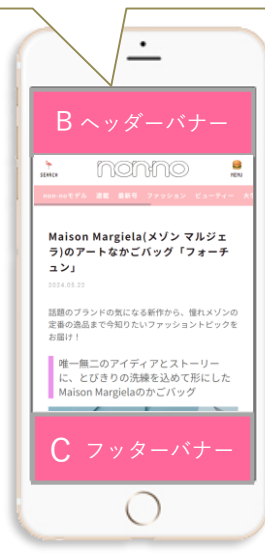 B ヘッダーバナー
non-no
SEARCH
MENU
non-noモデル 連載 最新号 ファッション ビューティー
Maison Margiela(メゾン マルジェ
ラ)のアートなかごバッグ「フォーチ
ュン」
2024.05.22
話題のブランドの気になる新作から、憧れメゾンの
定番の逸品まで今知りたいファッショントピックを
お届け！
唯一無二のアイディアとストーリー
に、とびきりの洗練を込めて形にした
Maison Margielaのかごバッグ
C フッターバナー